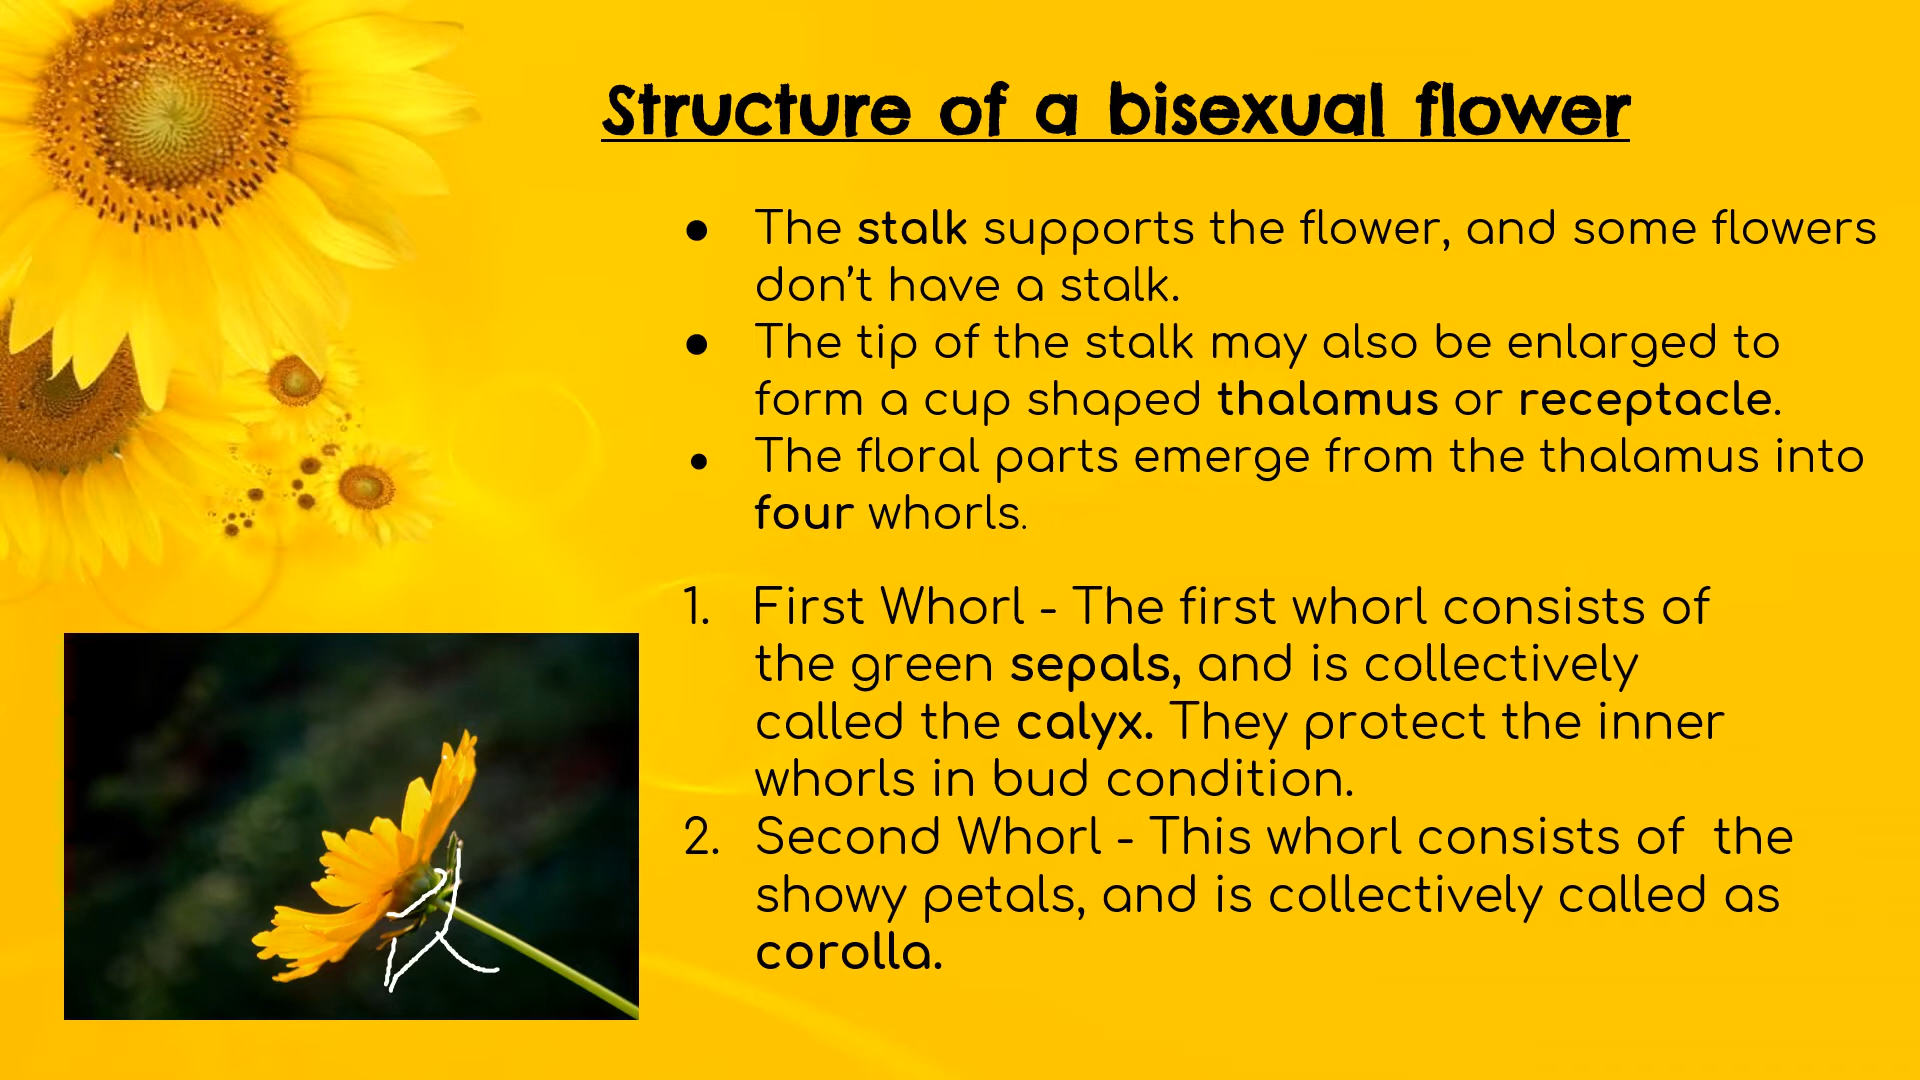 Structure of a bisexual flower
● The stalk supports the flower, and some flowers
don’t have a stalk.
● The tip of the stalk may also be enlarged to
form a cup shaped thalamus or receptacle.
● The floral parts emerge from the thalamus into
four whorls.
1. First Whorl - The first whorl consists of
the green sepals, and is collectively
called the calyx. They protect the inner
whorls in bud condition.
2. Second Whorl - This whorl consists of  the
showy petals, and is collectively called as
corolla.